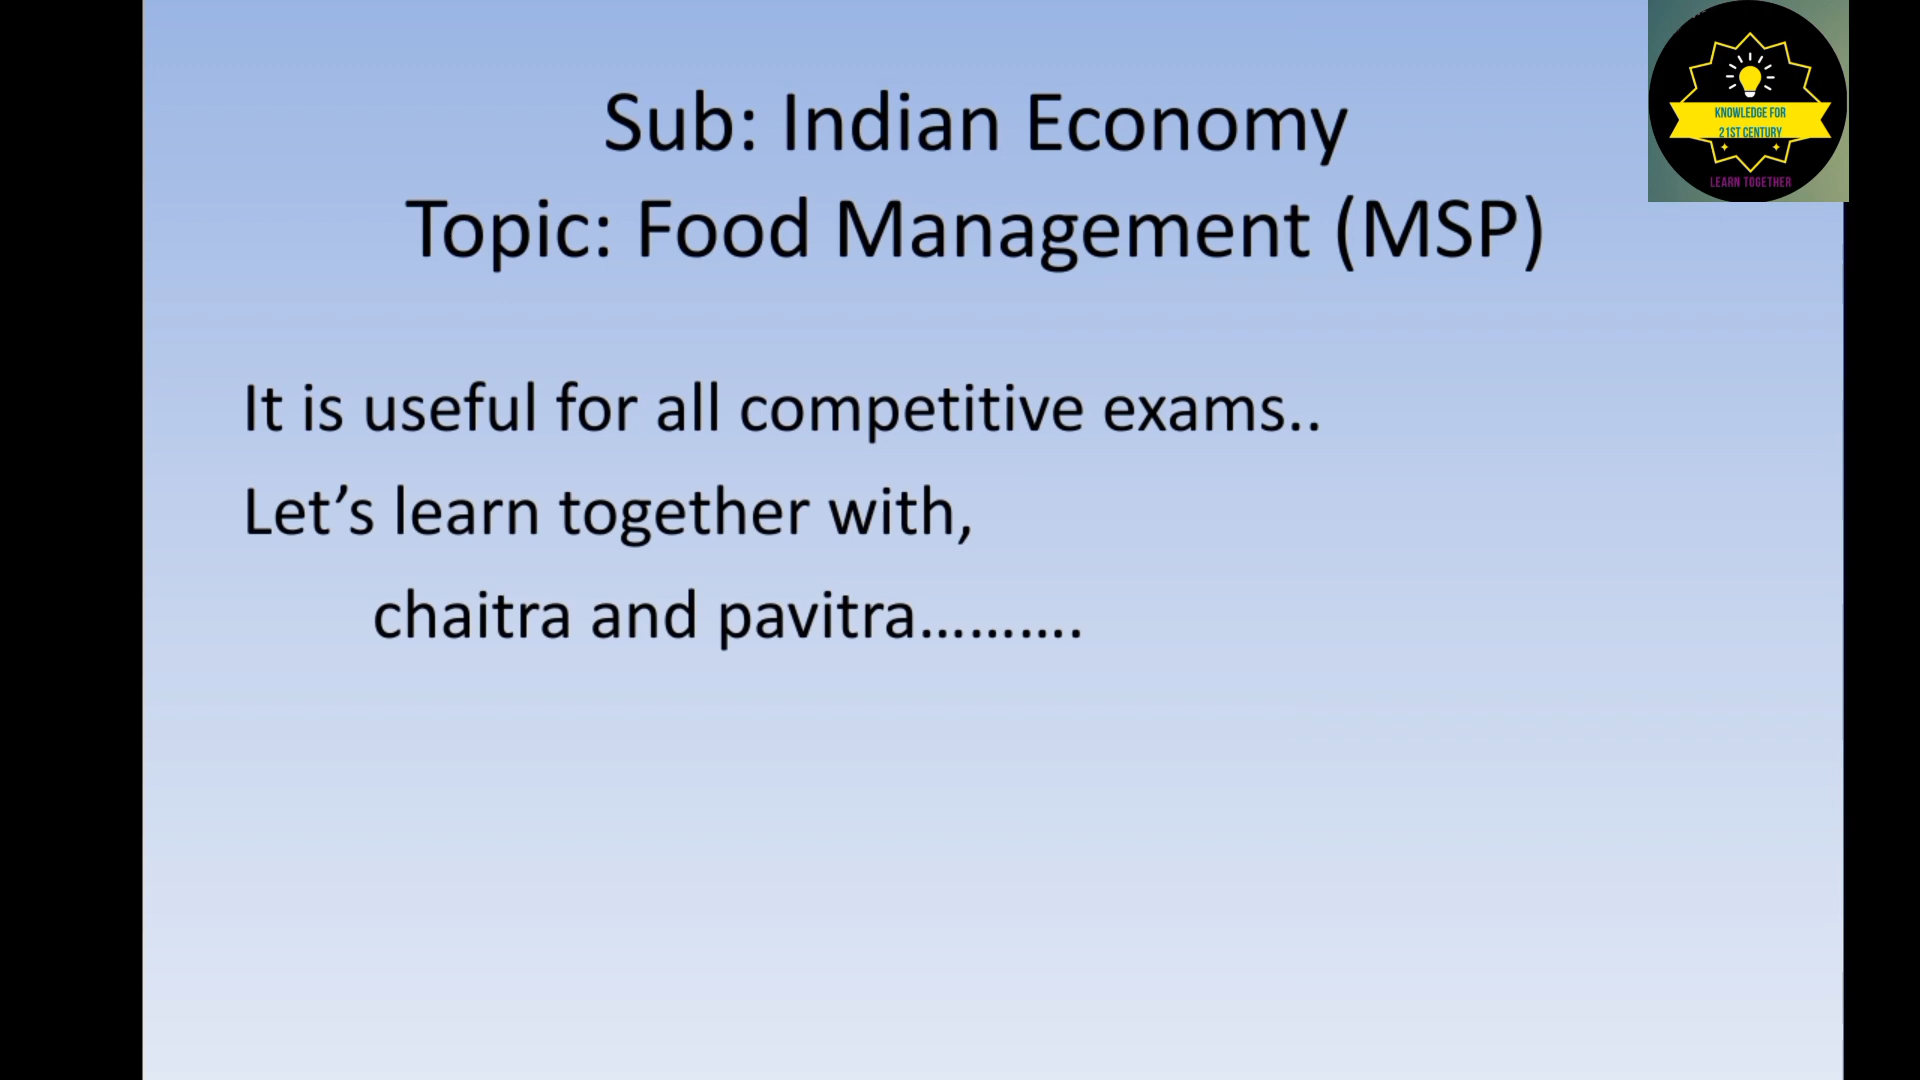 Sub: Indian Economy
Topic: Food Management (MSP)
It is useful for all competitive exams..
Let’s learn together with,
chaitra and pavitra……….
KNOWLEDGE FOR
21ST CENTURY
LEARN TOGETHER